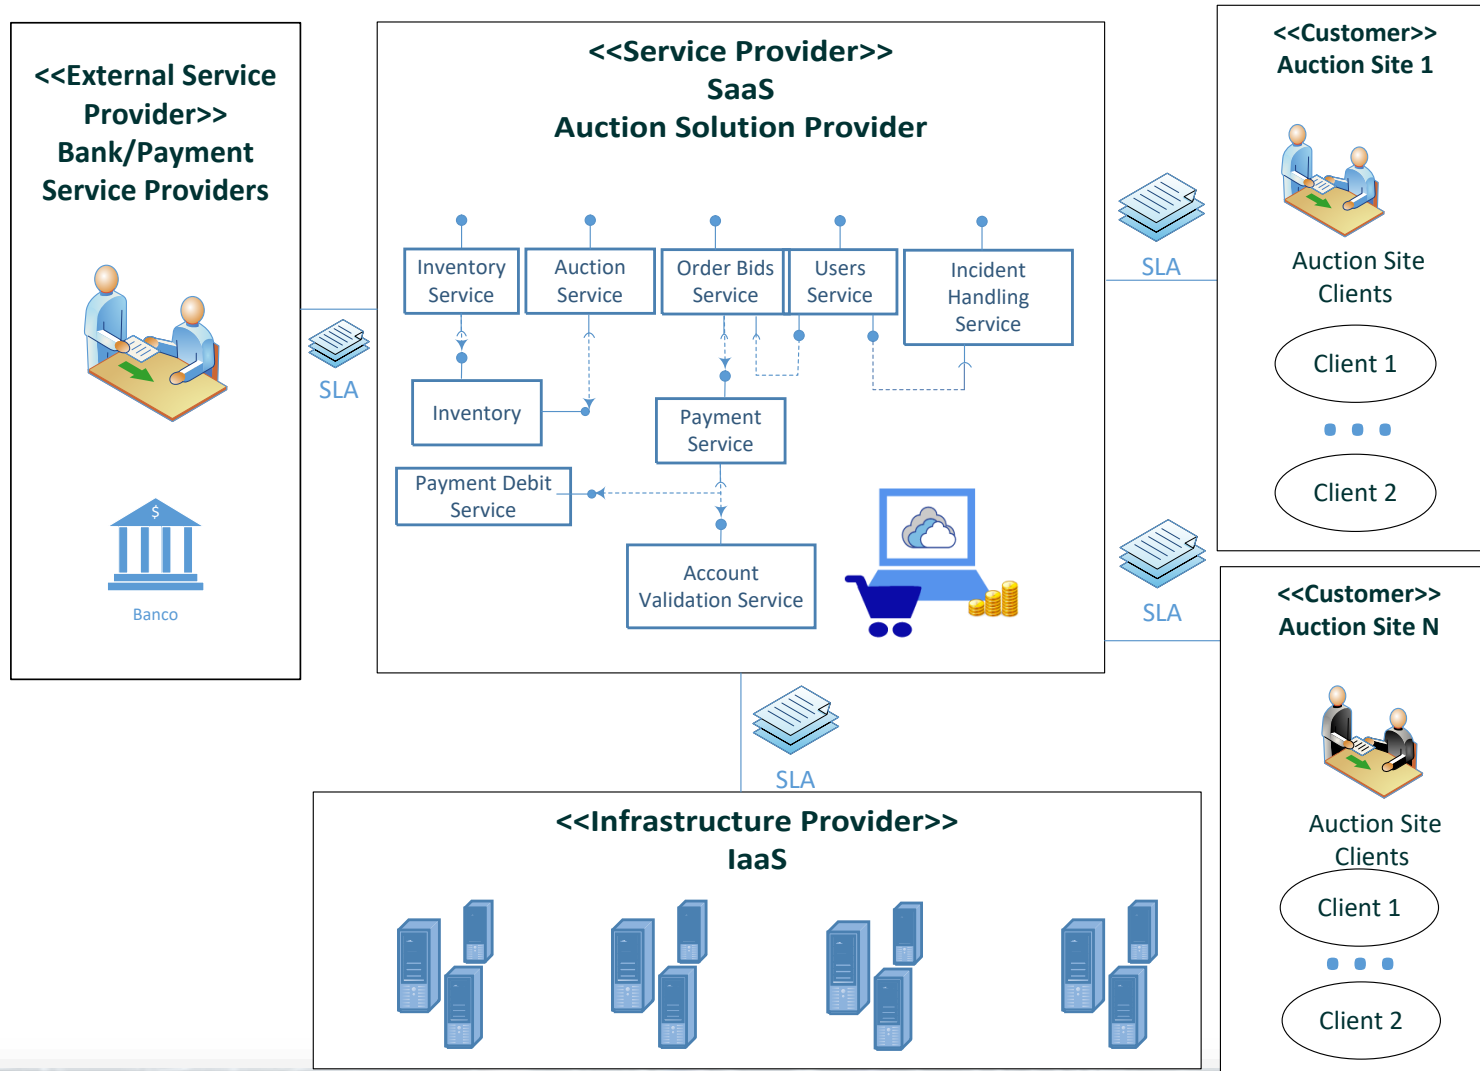 <<External Service
Provider>>
Bank/Payment
Service Providers
SLA
$
Banco
<<Service Provider>>
SaaS
Auction Solution Provider
Inventory
Service
Auction
Service
Order Bids
Service
Users
Service
Incident
Handling
Service
Inventory
Payment
Service
Payment Debit
Service
Account
Validation Service
SLA
<<Customer>>
Auction Site 1
Auction Site
Clients
Client 1
Client 2
SLA
<<Customer>>
Auction Site N
Auction Site
Clients
Client 1
Client 2
SLA
<<Infrastructure Provider>>
IaaS